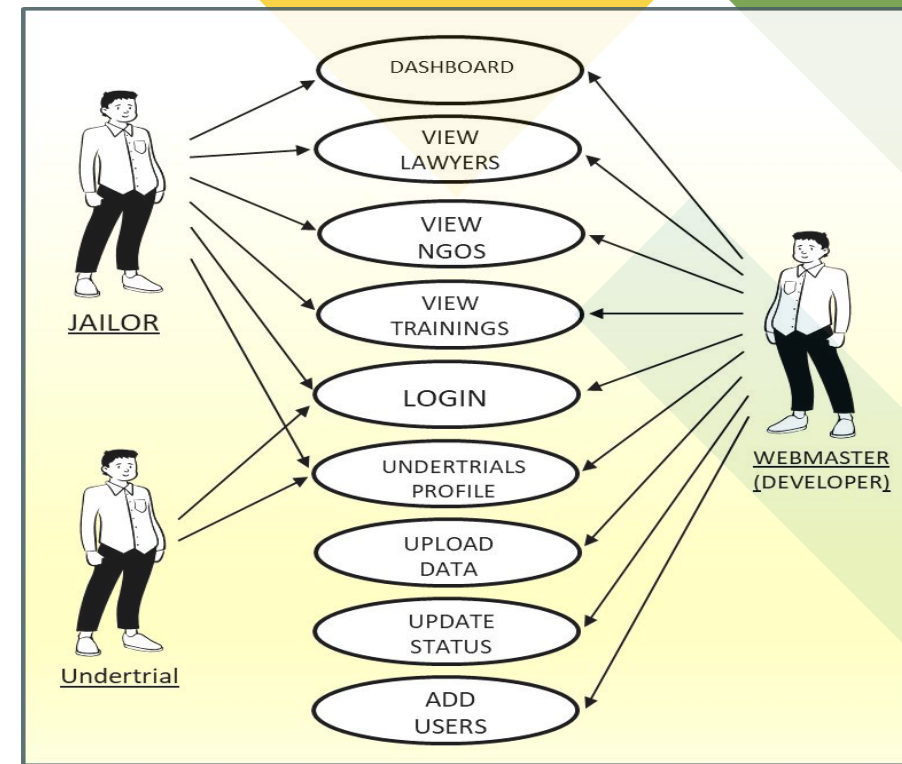 DASHBOARD
VIEW
LAWYERS
VIEW
NGOS
VIEW
TRAININGS
JAILOR
LOGIN
UNDERTRIALS
PROFILE
WEBMASTER
(DEVELOPER)
UPLOAD
DATA
UPDATE
STATUS
Undertrial
ADD
USERS